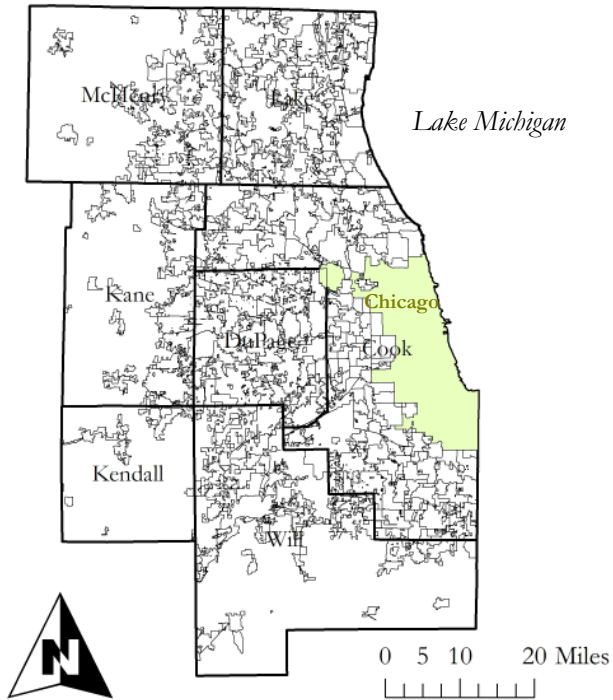 McHenry
Lake
Lake Michigan
Kane
Chicago
DuPage
Cook
Kendall
Will
N
0 5 10 20 Miles